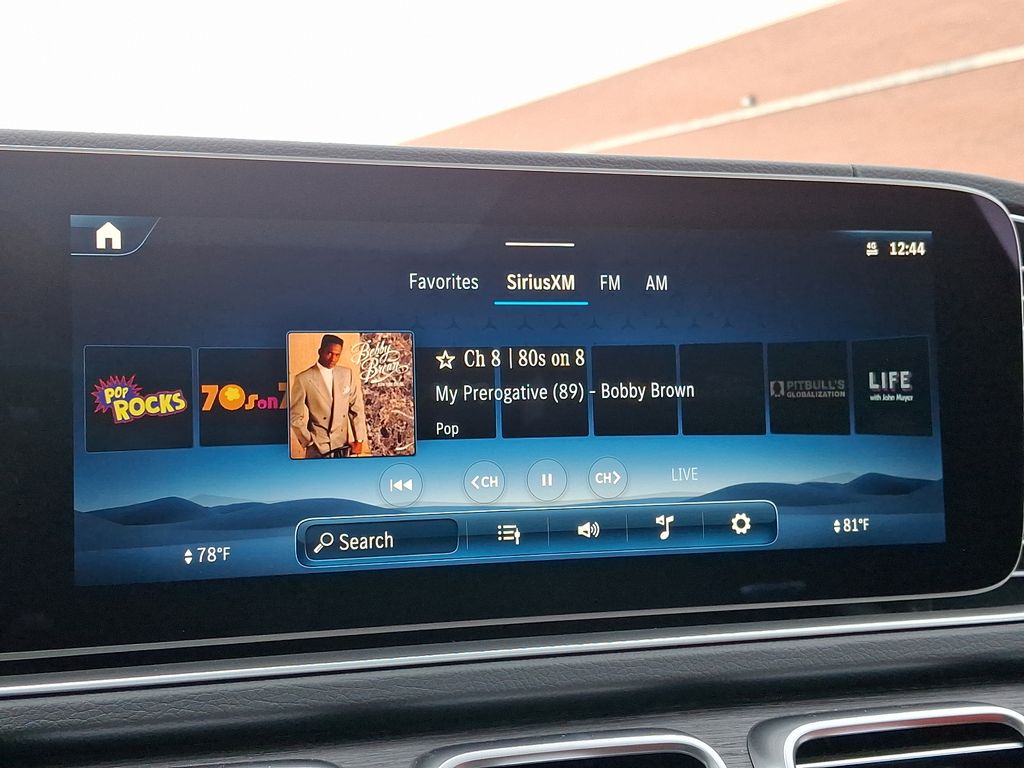 4G
12:44
Favorites SiriusXM FM AM
POP ROCKS
70s on 7
Bobby Brown
Ch 8 | 80s on 8
My Prerogative (89) - Bobby Brown
Pop
PITBULL'S
GLOBALIZATION
LIFE
with John Mayer
<CH
CH>
LIVE
Search
78°F
81°F